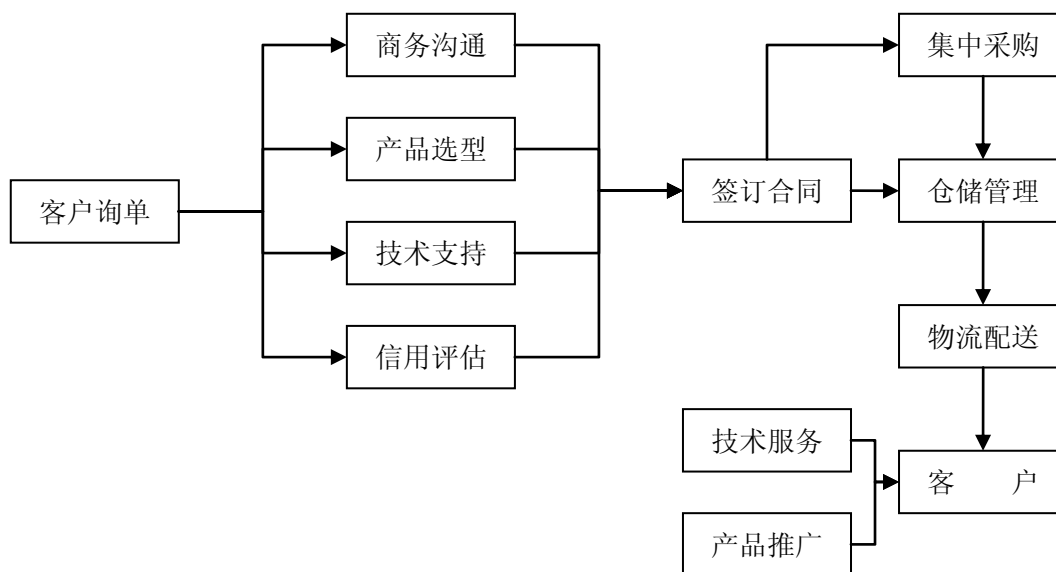 客户询单
商务沟通
产品选型
技术支持
信用评估
签订合同
集中采购
仓储管理
物流配送
技术服务
产品推广
客 户